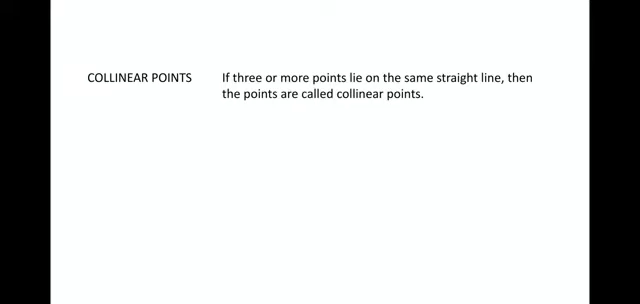 COLLINEAR POINTS If three or more points lie on the same straight line, then
the points are called collinear points.